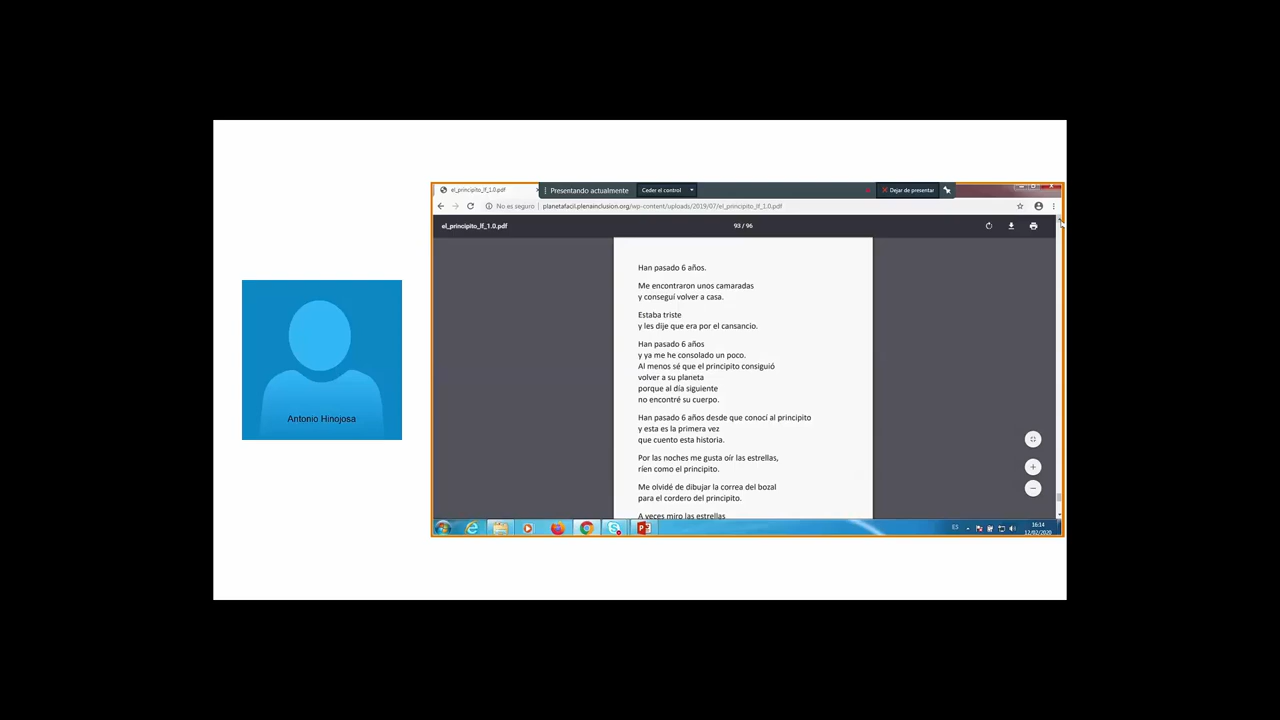 el_principito_lf_1.0.pdf
Presentando actualmente
Ceder el control
Dejar de presentar
No es seguro
planetafacil.plenainclusion.org/wp-content/uploads/2019/07/el_principito_lf_1.0.pdf
el_principito_lf_1.0.pdf
93 / 96
Han pasado 6 años.
Me encontraron unos camaradas
y conseguí volver a casa.
Estaba triste
y les dije que era por el cansancio.
Han pasado 6 años
y ya me he consolado un poco.
Al menos sé que el principito consiguió
volver a su planeta
porque al día siguiente
no encontré su cuerpo.
Han pasado 6 años desde que conocí al principito
y esta es la primera vez
que cuento esta historia.
Por las noches me gusta oír las estrellas,
ríen como el principito.
Me olvidé de dibujar la correa del bozal
para el cordero del principito.
A veces miro las estrellas
Antonio Hinojosa
ES
16:14
12/02/2020